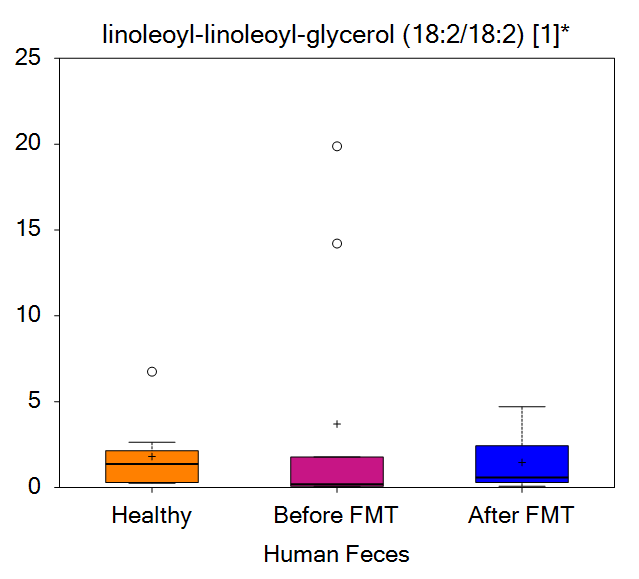 linoleoyl-linoleoyl-glycerol (18:2/18:2) [1]*
25
20
15
10
5
0
Healthy Before FMT After FMT
Human Feces